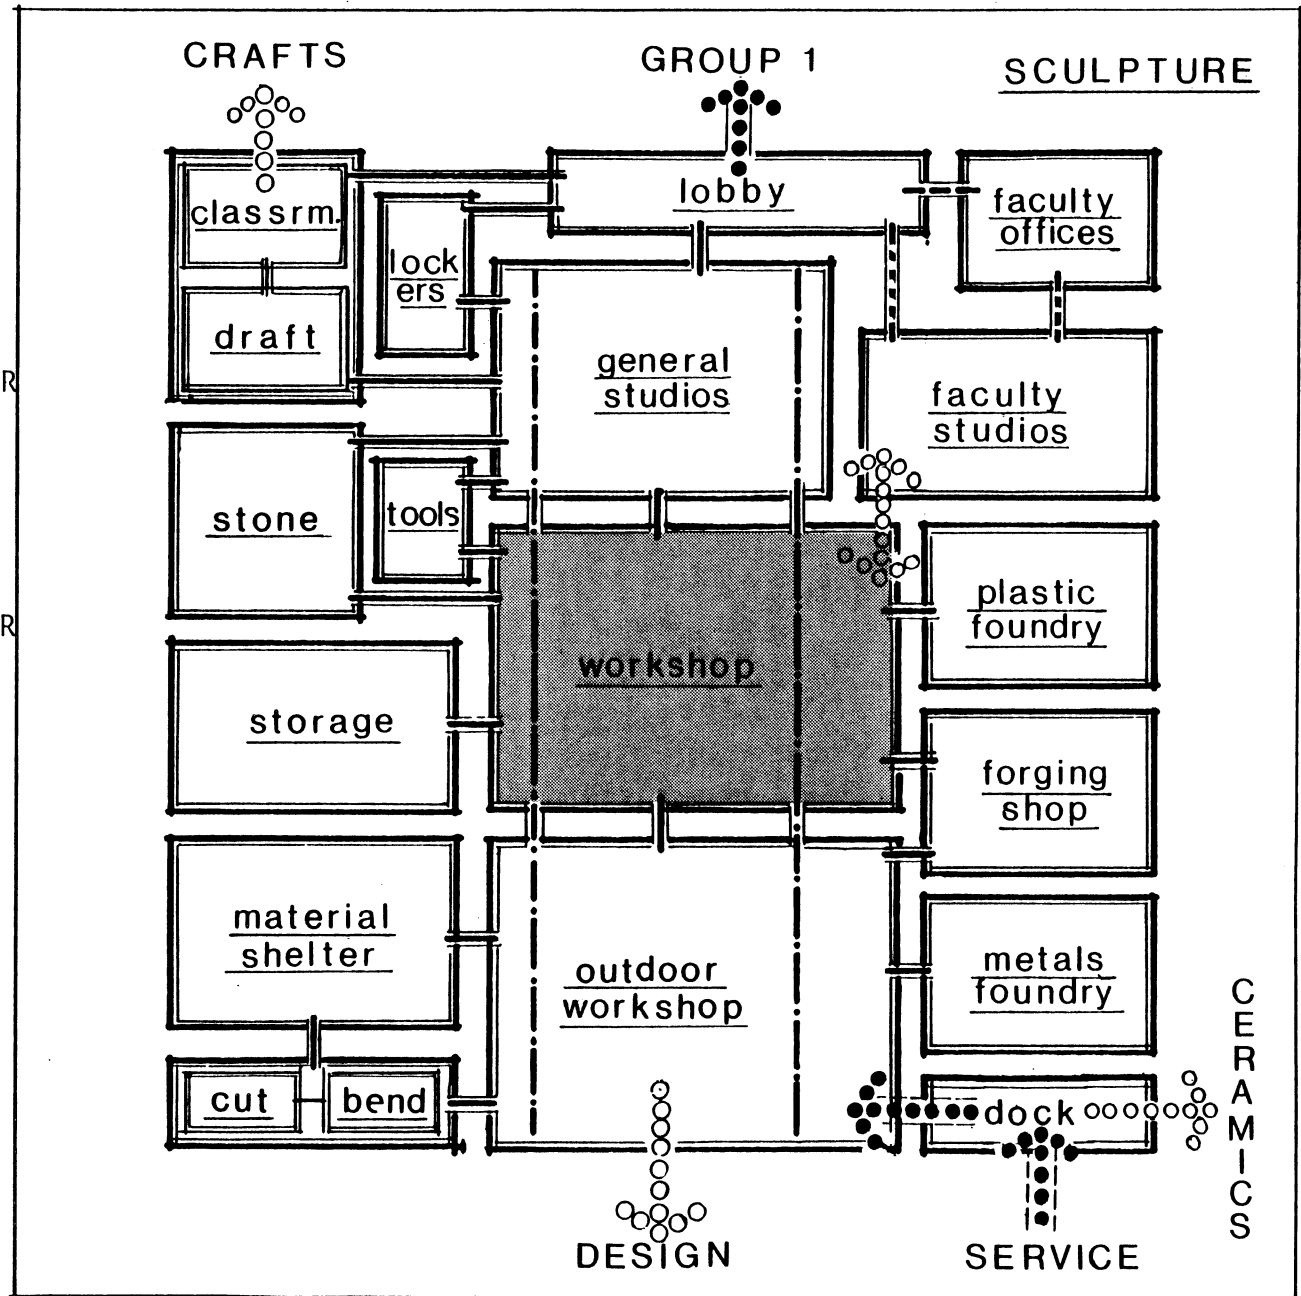 CRAFTS
GROUP 1
SCULPTURE
classrm.
lobby
faculty
offices
lock
ers
draft
general
studios
faculty
studios
R
stone
tools
plastic
foundry
R
workshop
storage
forging
shop
material
shelter
outdoor
workshop
metals
foundry
cut
bend
dock
CERAMICS
DESIGN
SERVICE